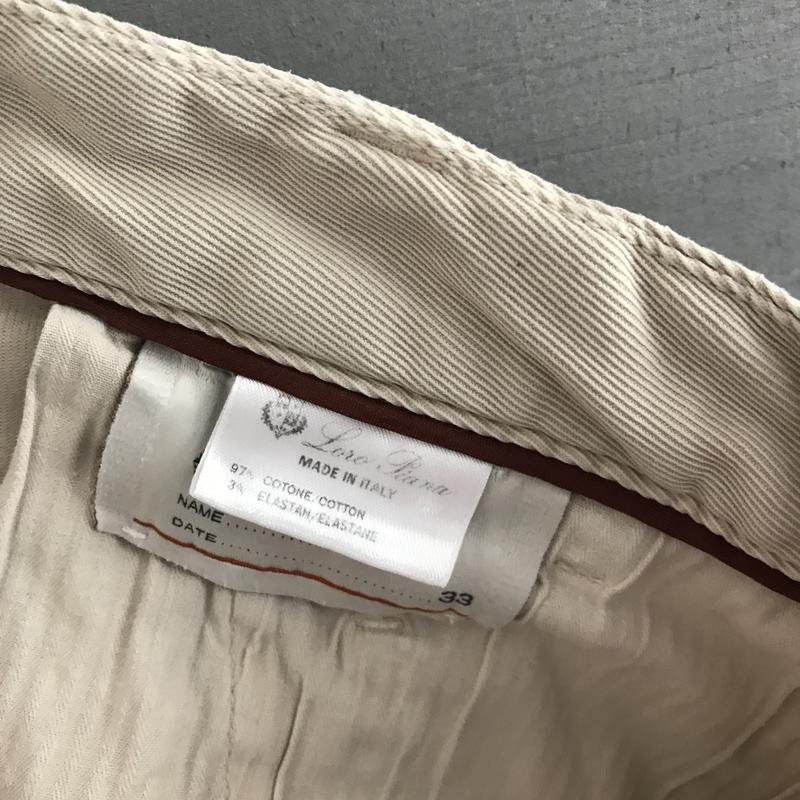 Loro Piana
MADE IN ITALY
97% COTONE/COTTON
3% ELASTAN/ELASTANE
NAME
DATE
33